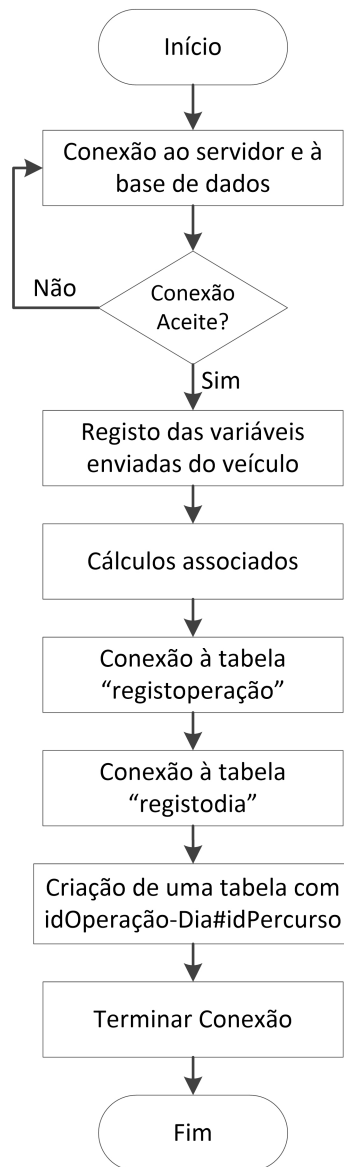 Início
Conexão ao servidor e à
base de dados
Não
Conexão
Aceite?
Sim
Registo das variáveis
enviadas do veículo
Cálculos associados
Conexão à tabela
“registoperação”
Conexão à tabela
“registodia”
Criação de uma tabela com
idOperação-Dia#idPercurso
Terminar Conexão
Fim